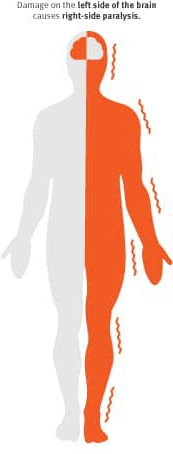 Damage on the left side of the brain
causes right-side paralysis.